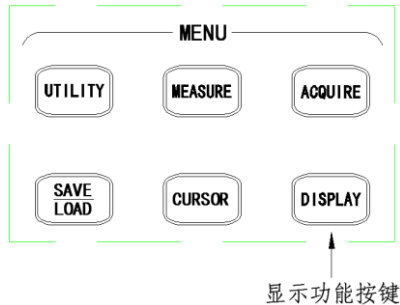 MENU
UTILITY MEASURE ACQUIRE
SAVE
LOAD
CURSOR DISPLAY
显示功能按键